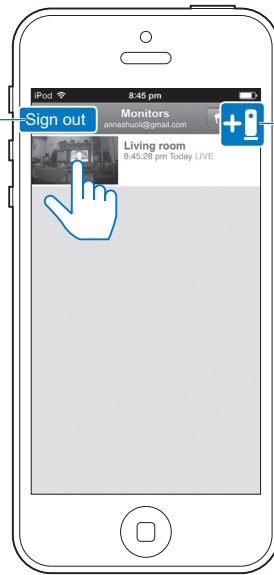 iPod 8:45 pm
Sign out Monitors
anneshuoli@gmail.com
Living room
8:45:28 pm Today LIVE